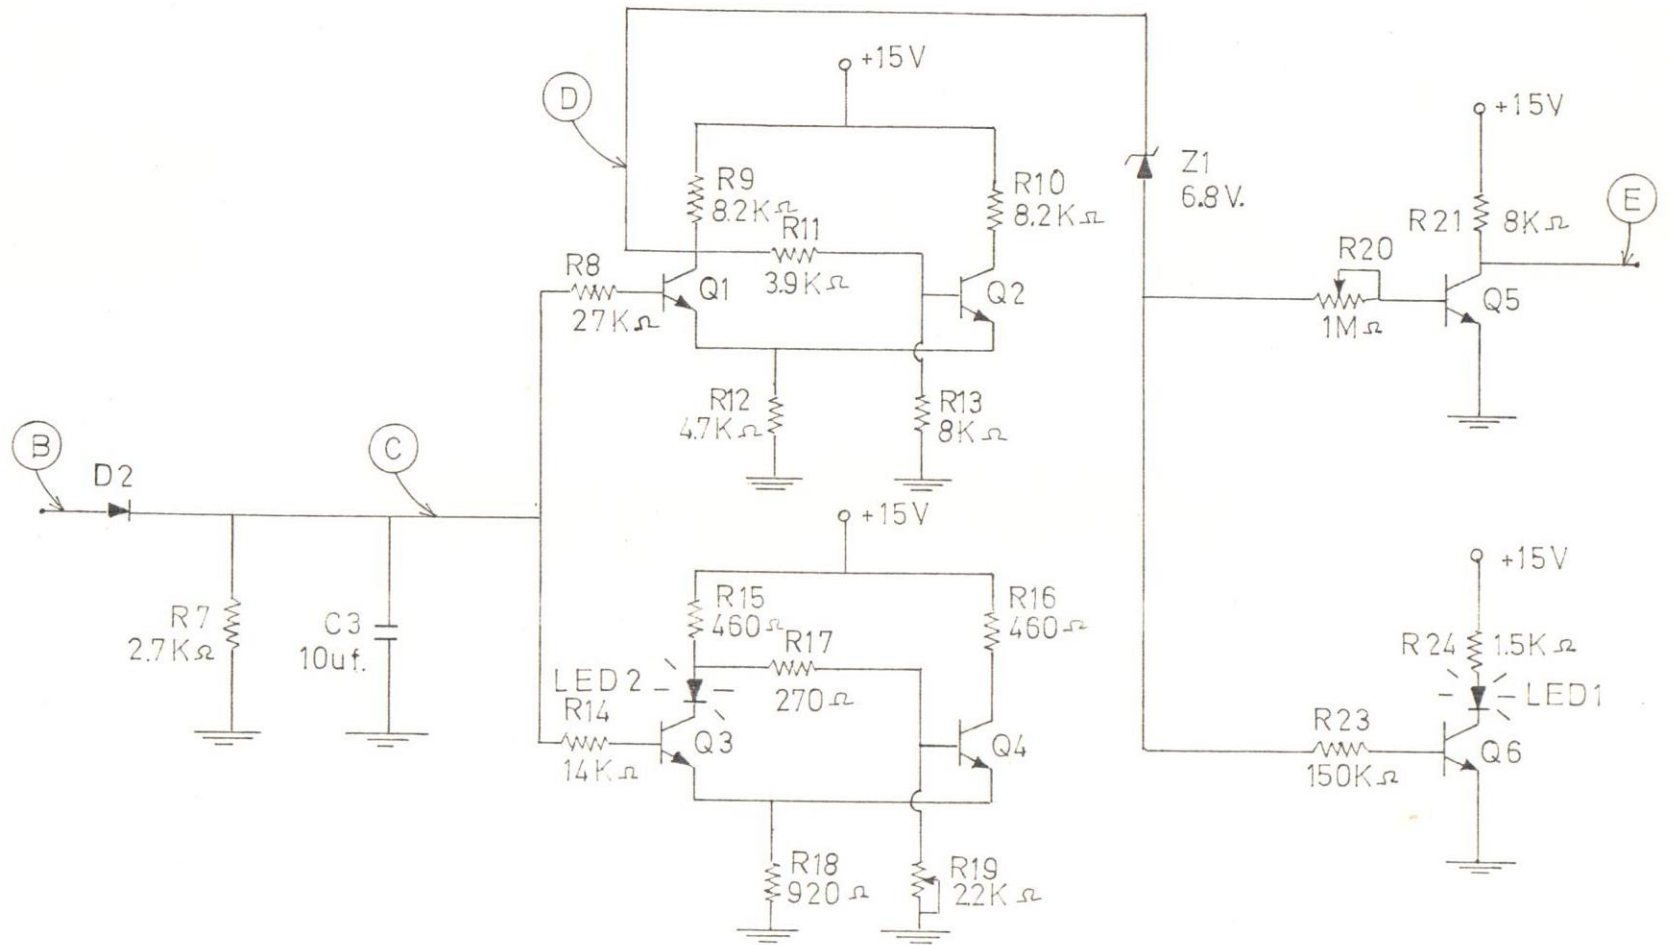 +15V
D
+15V
Z1
6.8V.
R9
8.2KΩ
R10
8.2KΩ
E
R21
8KΩ
R11
3.9KΩ
R20
1MΩ
R8
27KΩ
Q1
Q2
Q5
R12
4.7KΩ
R13
8KΩ
B
C
D2
+15V
+15V
R7
2.7KΩ
C3
10uf.
R15
460Ω
R16
460Ω
R17
270Ω
R24
1.5KΩ
LED2
LED1
R14
14KΩ
Q3
Q4
R23
150KΩ
Q6
R18
920Ω
R19
22KΩ